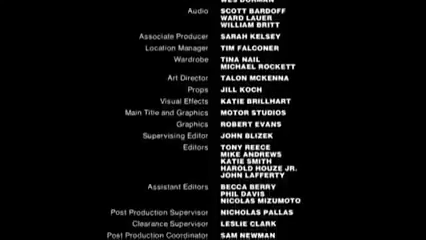 WES DORMAN
Audio SCOTT BARDOFF
WARD LAUER
WILLIAM BRITT
Associate Producer SARAH KELSEY
Location Manager TIM FALCONER
Wardrobe TINA NAIL
MICHAEL ROCKETT
Art Director TALON MCKENNA
Props JILL KOCH
Visual Effects KATIE BRILLHART
Main Title and Graphics MOTOR STUDIOS
Graphics ROBERT EVANS
Supervising Editor JOHN BLIZEK
Editors TONY REECE
MIKE ANDREWS
KATIE SMITH
HAROLD HOUZE JR.
JOHN LAFFERTY
Assistant Editors BECCA BERRY
PHIL DAVIS
NICOLAS MIZUMOTO
Post Production Supervisor NICHOLAS PALLAS
Clearance Supervisor LESLIE CLARK
Post Production Coordinator SAM NEWMAN